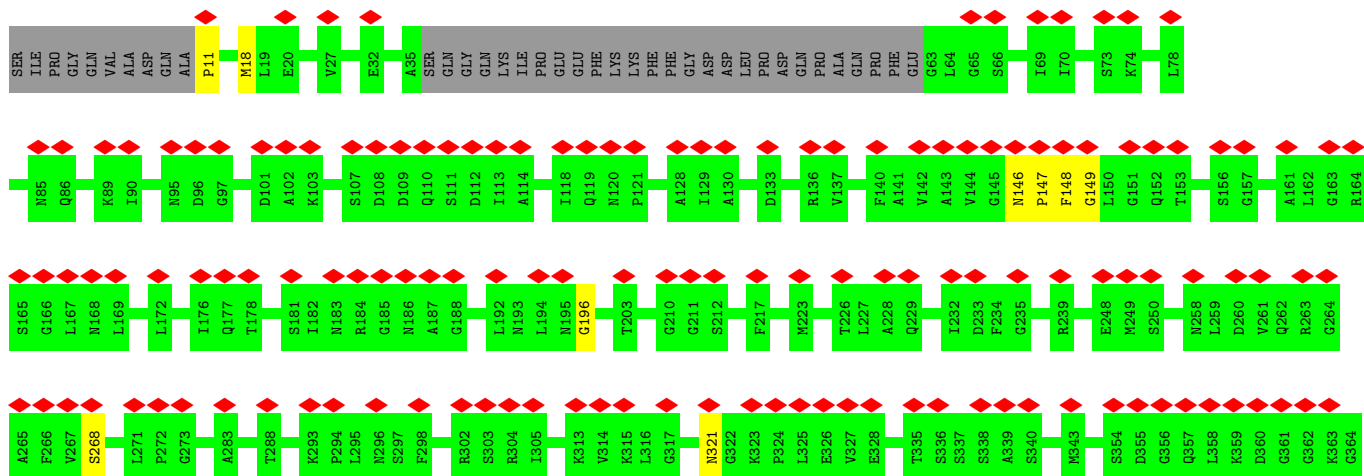 SER ILE PRO GLY GLN VAL ALA ASP GLN ALA P11 M18 L19 E20 V27 E32 A35 SER GLN GLY GLN LYS ILE PRO GLU GLU PHE LYS LYS PHE PHE GLY ASP ASP LEU PRO ASP GLN PRO ALA GLN PRO PHE GLU G63 L64 G65 S66 I69 I70 S73 K74 L78
N85 Q86 K89 I90 N95 D96 G97 D101 A102 K103 S107 D108 D109 Q110 S111 D112 I113 A114 I118 Q119 N120 P121 A128 I129 A130 D133 R136 V137 F140 A141 V142 A143 V144 G145 N146 P147 F148 G149 L150 G151 Q152 T153 S156 G157 A161 L162 G163 R164
S165 G166 L167 N168 L169 L172 I176 Q177 T178 S181 I182 N183 R184 G185 N186 A187 G188 L192 N193 L194 N195 G196 T203 G210 G211 S212 F217 M223 T226 L227 A228 Q229 I232 D233 F234 G235 R239 E248 M249 S250 N258 L259 D260 V261 Q262 R263 G264
A265 F266 V267 S268 L271 P272 G273 A283 T288 K293 P294 L295 N296 S297 F298 R302 S303 R304 I305 K313 V314 K315 L316 G317 N321 G322 K323 P324 L325 E326 V327 E328 T335 S336 S337 S338 A339 S340 M343 S354 D355 G356 Q357 L358 K359 D360 G361 G362 K363 G364